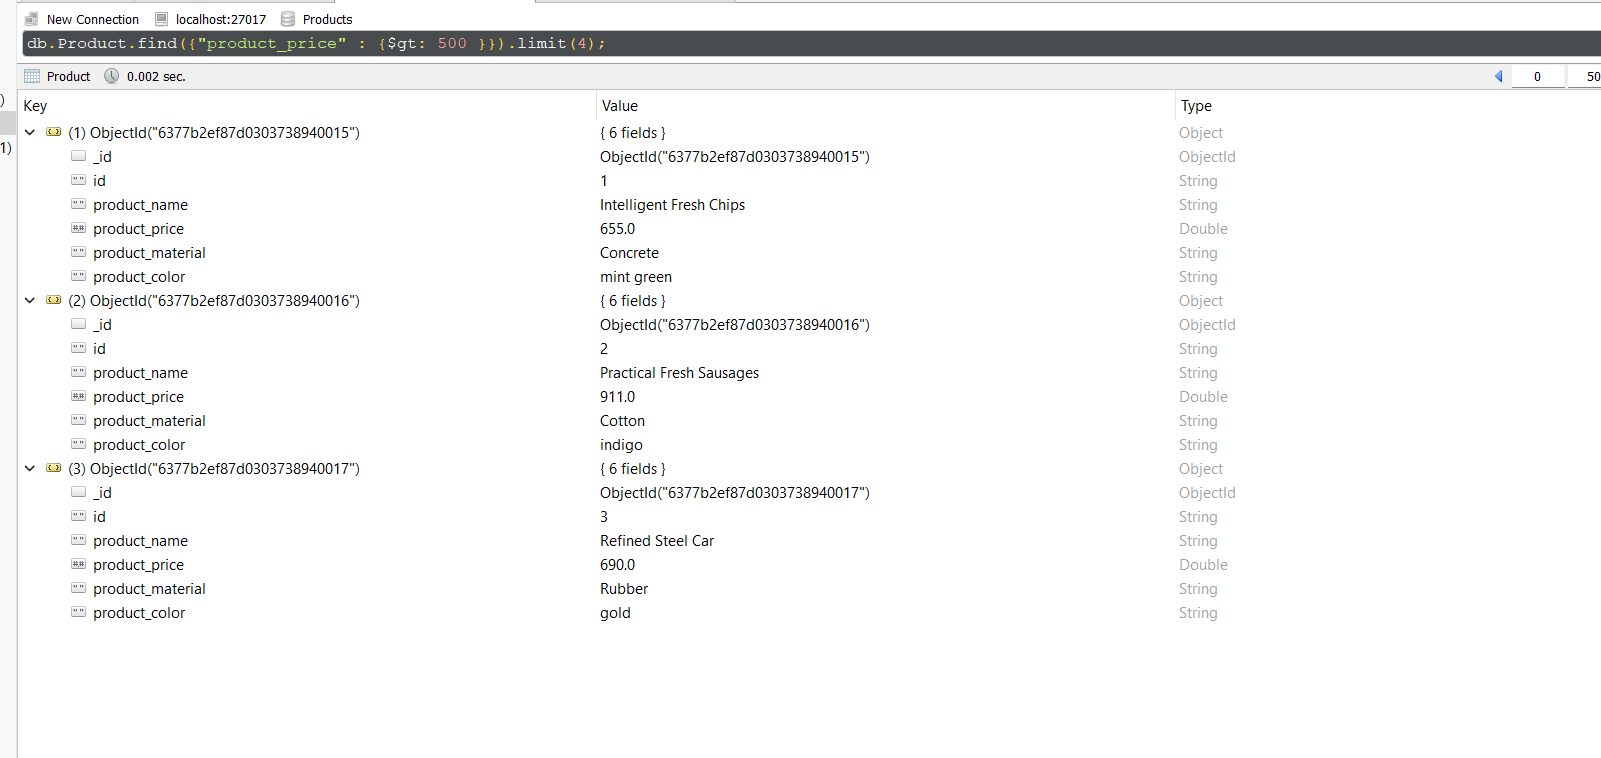 New Connection localhost:27017 Products
db.Product.find({"product_price" : {$gt: 500 }}).limit(4);
Product 0.002 sec. 0 50
)
1)
Key Value Type
(1) ObjectId("6377b2ef87d0303738940015") { 6 fields } Object
_id ObjectId("6377b2ef87d0303738940015") ObjectId
id 1 String
product_name Intelligent Fresh Chips String
product_price 655.0 Double
product_material Concrete String
product_color mint green String
(2) ObjectId("6377b2ef87d0303738940016") { 6 fields } Object
_id ObjectId("6377b2ef87d0303738940016") ObjectId
id 2 String
product_name Practical Fresh Sausages String
product_price 911.0 Double
product_material Cotton String
product_color indigo String
(3) ObjectId("6377b2ef87d0303738940017") { 6 fields } Object
_id ObjectId("6377b2ef87d0303738940017") ObjectId
id 3 String
product_name Refined Steel Car String
product_price 690.0 Double
product_material Rubber String
product_color gold String